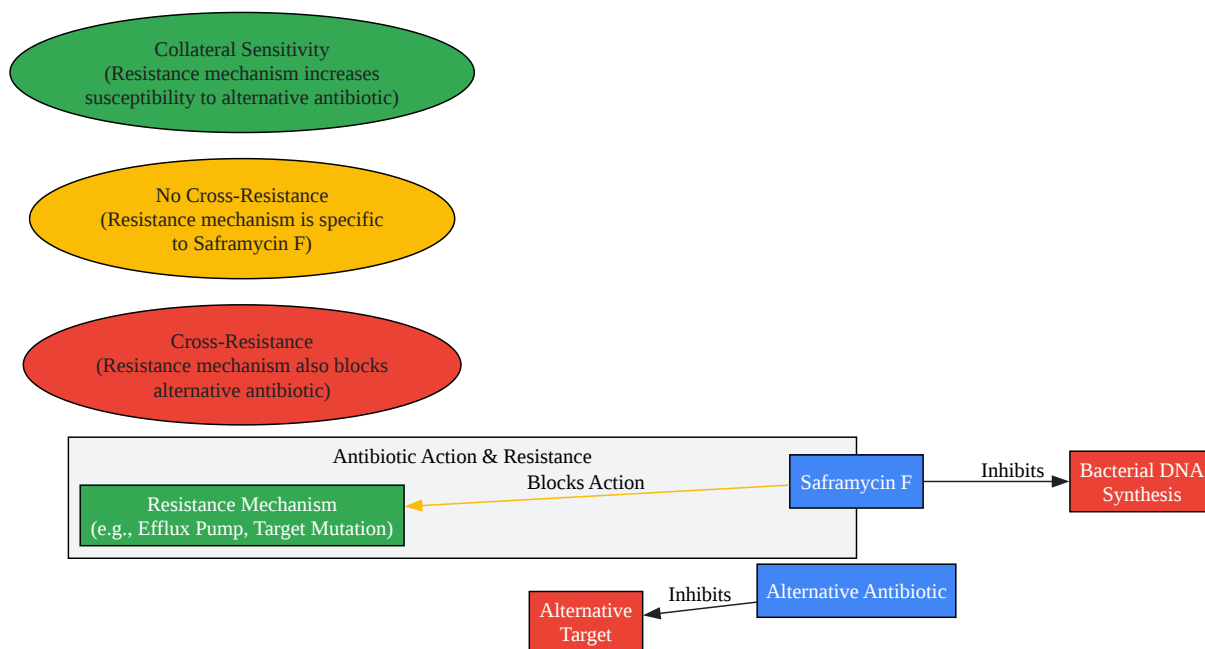 Collateral Sensitivity
(Resistance mechanism increases
susceptibility to alternative antibiotic)
No Cross-Resistance
(Resistance mechanism is specific
to Saframycin F)
Cross-Resistance
(Resistance mechanism also blocks
alternative antibiotic)
Antibiotic Action & Resistance
Blocks Action
Resistance Mechanism
(e.g., Efflux Pump, Target Mutation)
Saframycin F
Inhibits
Bacterial DNA
Synthesis
Alternative Antibiotic
Inhibits
Alternative
Target